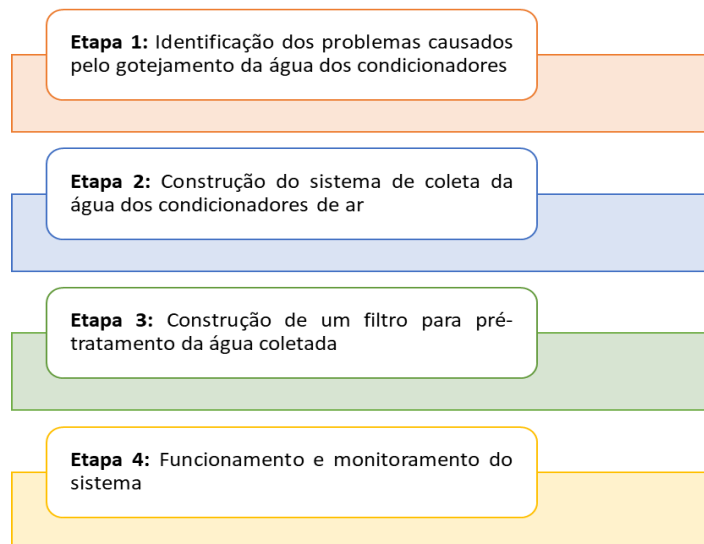 Etapa 1: Identificação dos problemas causados
pelo gotejamento da água dos condicionadores
Etapa 2: Construção do sistema de coleta da
água dos condicionadores de ar
Etapa 3: Construção de um filtro para pré-
tratamento da água coletada
Etapa 4: Funcionamento e monitoramento do
sistema